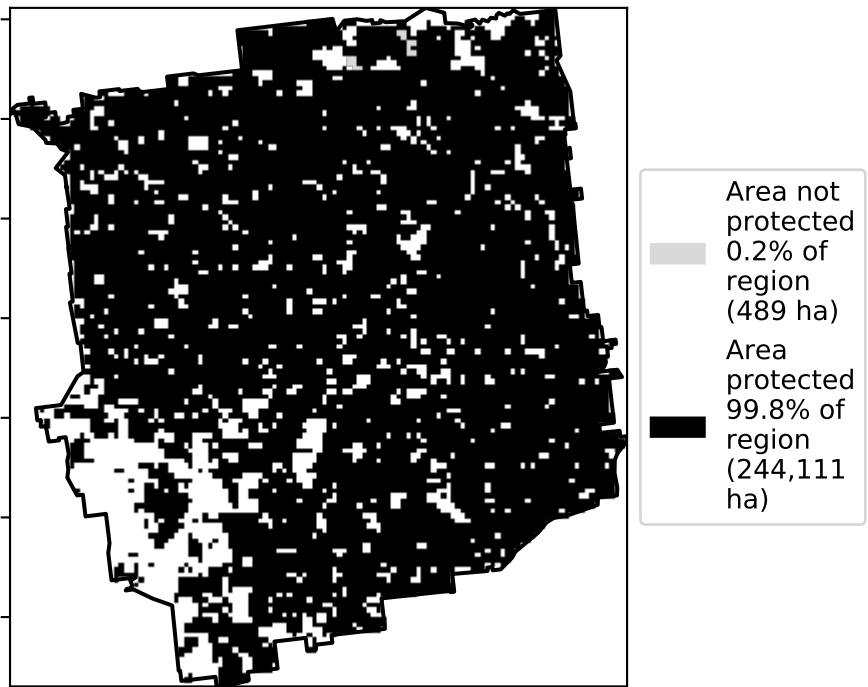 Area not
protected
0.2% of
region
(489 ha)
Area
protected
99.8% of
region
(244,111
ha)